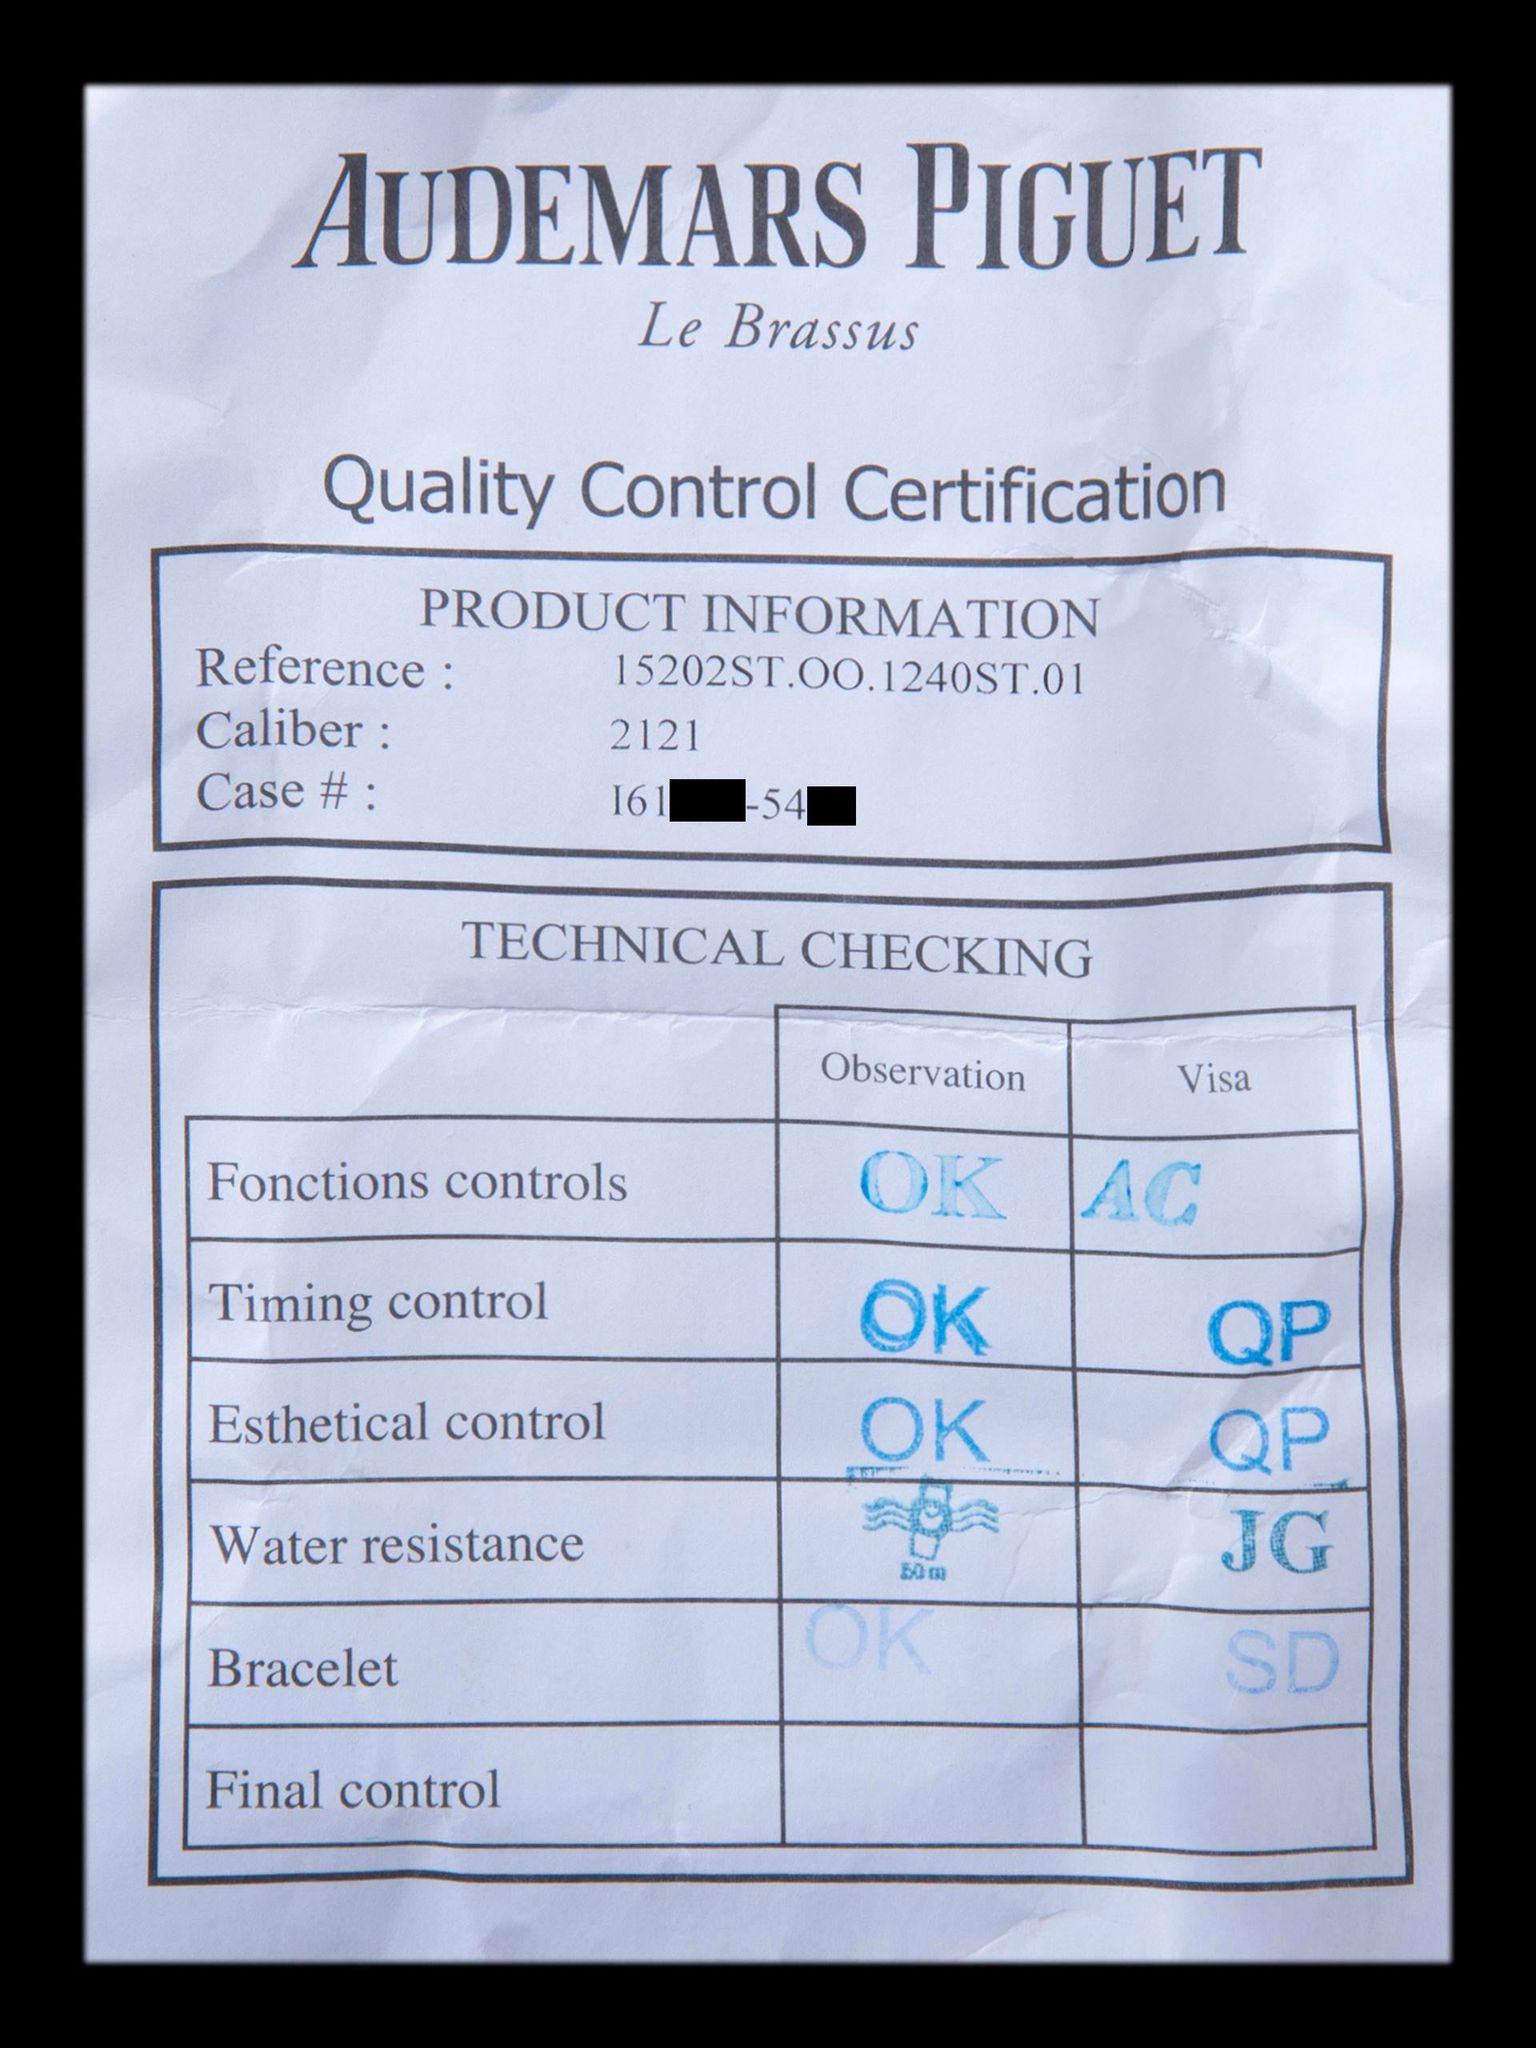 AUDEMARS PIGUET
Le Brassus
Quality Control Certification
PRODUCT INFORMATION
Reference : 15202ST.OO.1240ST.01
Caliber : 2121
Case # : I61 -54
TECHNICAL CHECKING
Observation Visa
Fonctions controls OK AC
Timing control OK QP
Esthetical control OK QP
Water resistance 50 m JG
Bracelet OK SD
Final control